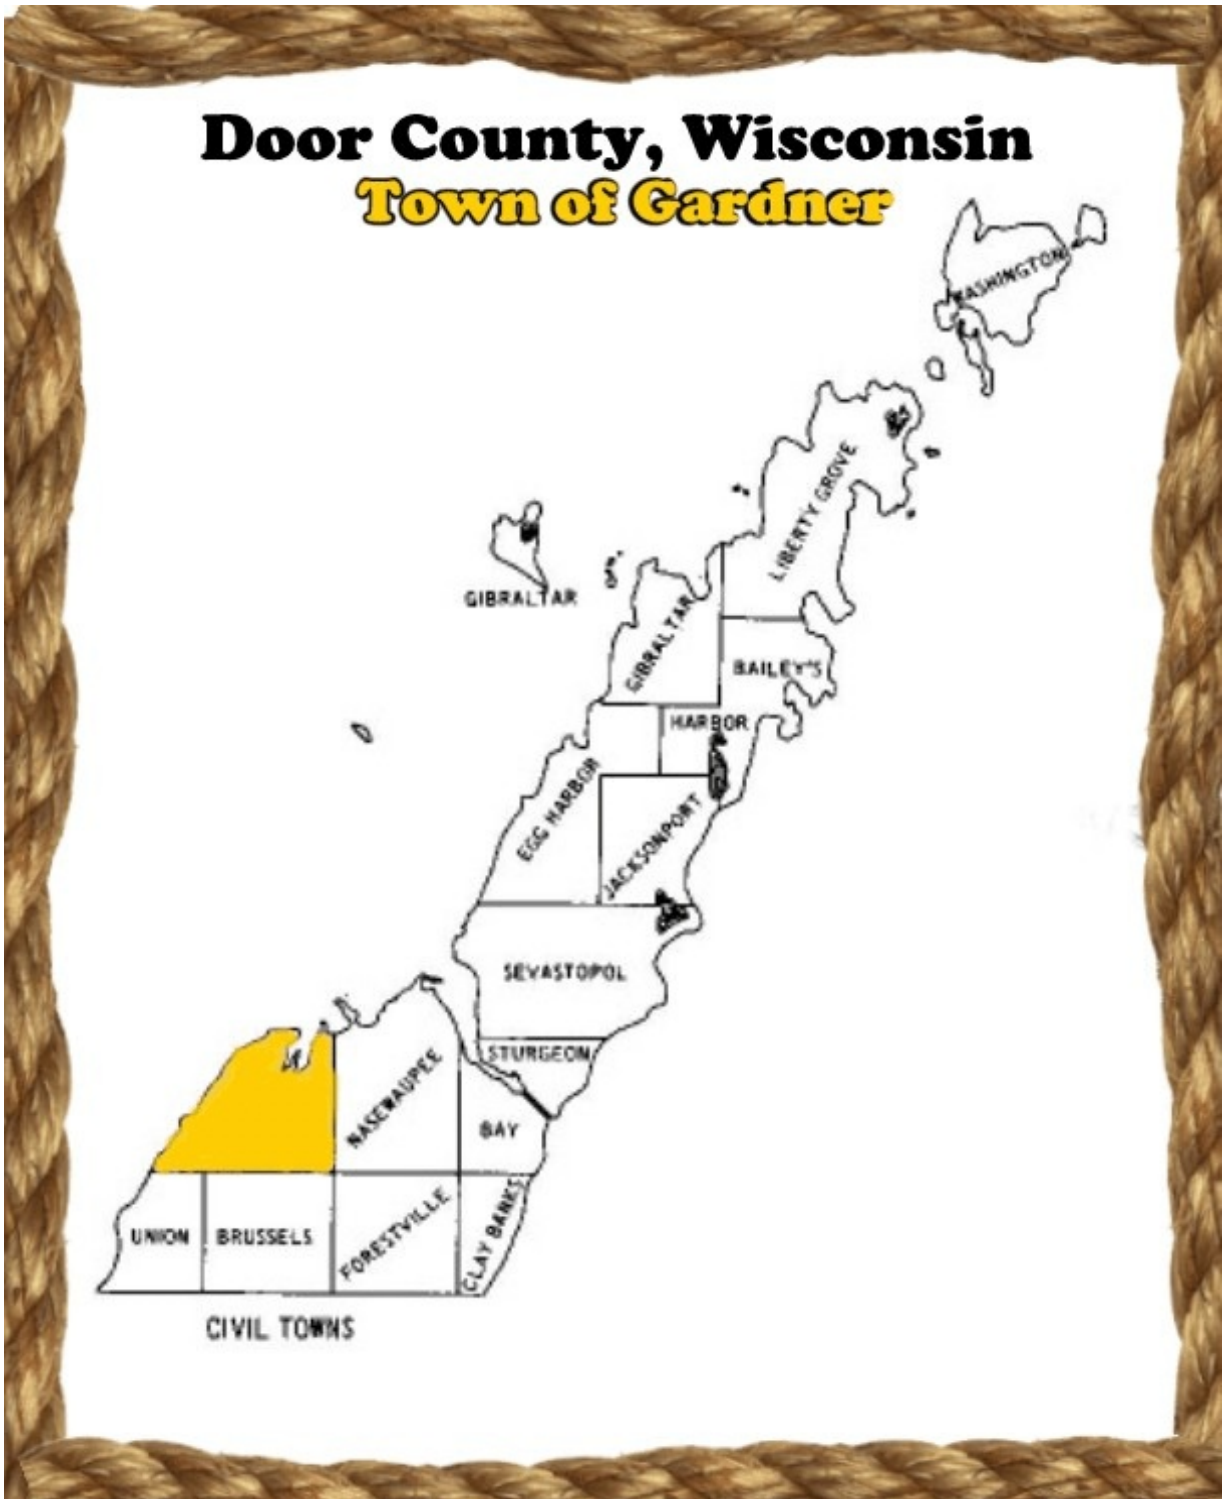 Door County, Wisconsin
Town of Gardner
WASHINGTON
LIBERTY GROVE
GIBRALTAR
GIBRALTAR
BAILEY'S
HARBOR
EGG HARBOR
JACKSONPORT
SEVASTOPOL
STURGEON
BAY
NASEWAUPEE
UNION
BRUSSELS
FORESTVILLE
CLAY BANKS
CIVIL TOWNS